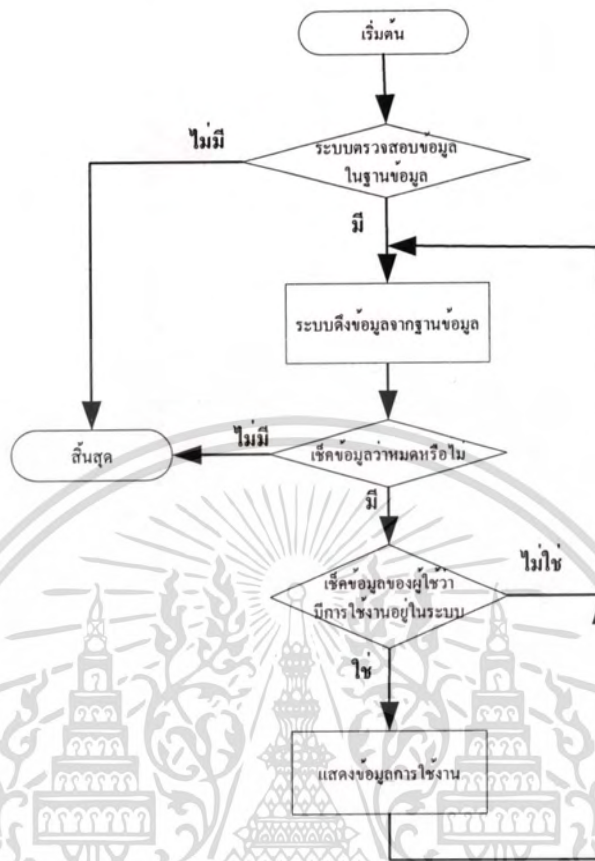 เริ่มต้น
ไม่มี
ระบบตรวจสอบข้อมูล
ในฐานข้อมูล
มี
ระบบดึงข้อมูลจากฐานข้อมูล
สิ้นสุด
ไม่มี
เช็คข้อมูลว่าหมดหรือไม่
มี
เช็คข้อมูลของผู้ใช้ว่า
มีการใช้งานอยู่ในระบบ
ไม่ใช่
ใช่
แสดงข้อมูลการใช้งาน